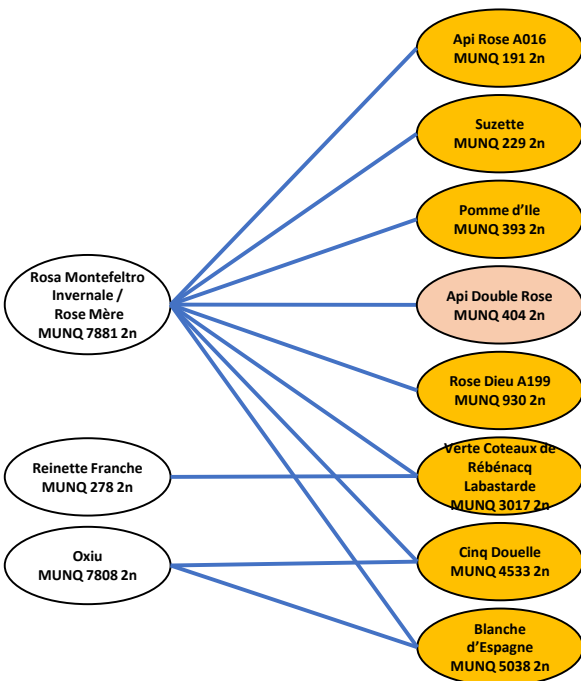 Rosa Montefeltro
Invernale /
Rose Mère
MUNQ 7881 2n
Reinette Franche
MUNQ 278 2n
Oxiu
MUNQ 7808 2n
Api Rose A016
MUNQ 191 2n
Suzette
MUNQ 229 2n
Pomme d’Ile
MUNQ 393 2n
Api Double Rose
MUNQ 404 2n
Rose Dieu A199
MUNQ 930 2n
Verte Coteaux de
Rébénacq
Labastarde
MUNQ 3017 2n
Cinq Douelle
MUNQ 4533 2n
Blanche
d’Espagne
MUNQ 5038 2n